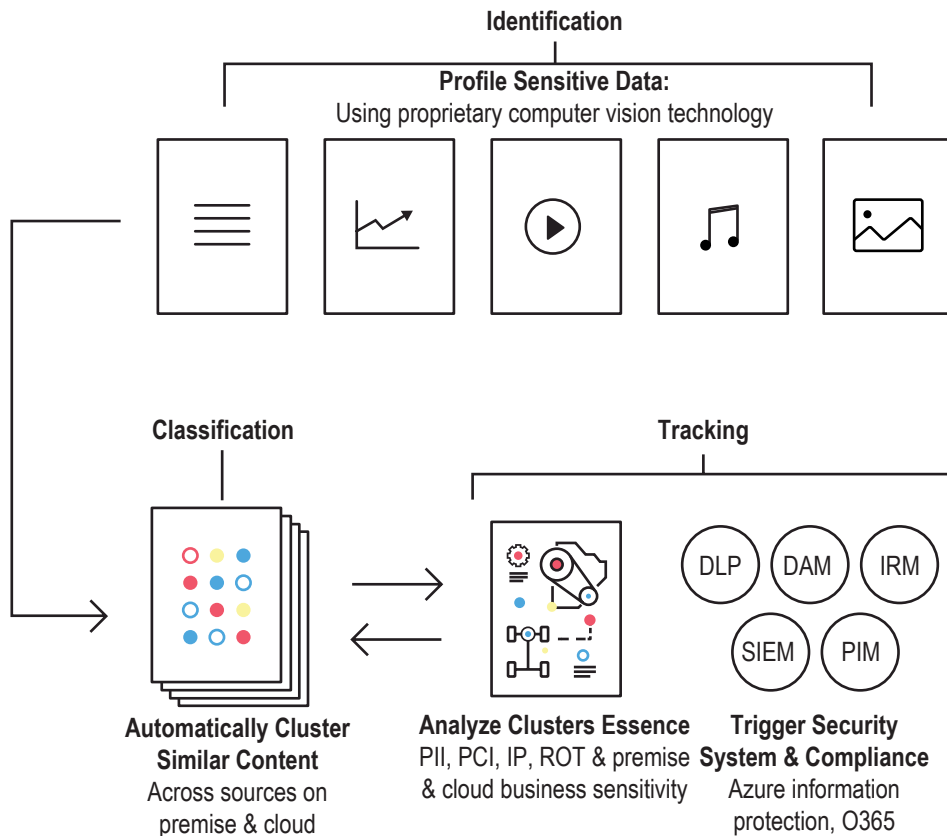 Identification
Profile Sensitive Data:
Using proprietary computer vision technology
Classification
Tracking
DLP
DAM
IRM
SIEM
PIM
Automatically Cluster
Similar Content
Across sources on
premise & cloud
Analyze Clusters Essence
PII, PCI, IP, ROT & premise
& cloud business sensitivity
Trigger Security
System & Compliance
Azure information
protection, O365